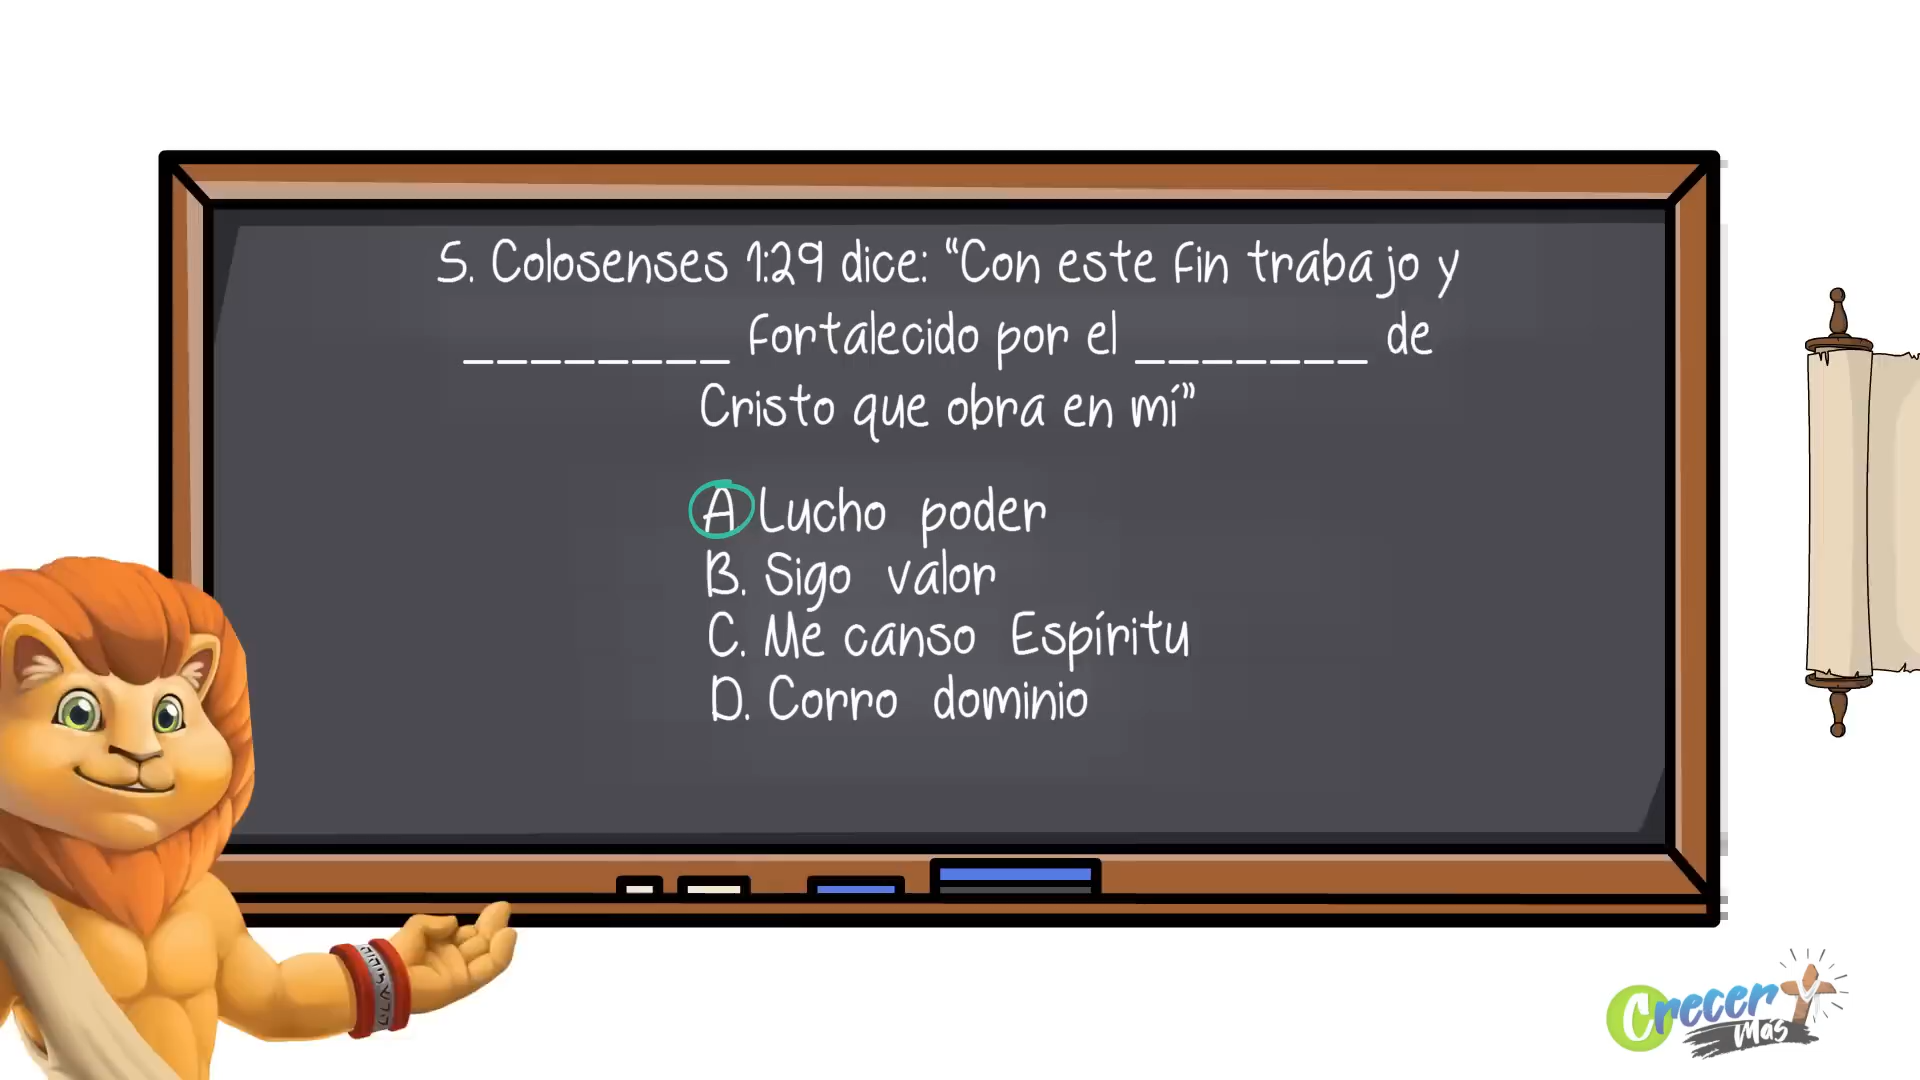 5. Colosenses 1:29 dice: "Con este fin trabajo y
________ fortalecido por el _______ de
Cristo que obra en mí"
A Lucho poder
B. Sigo valor
C. Me canso Espíritu
D. Corro dominio
Crecer y
Más